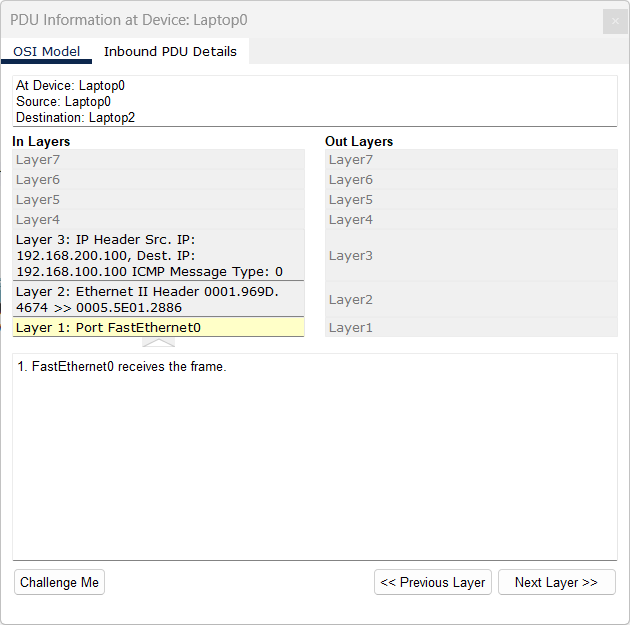 PDU Information at Device: Laptop0
×
OSI Model
Inbound PDU Details
At Device: Laptop0
Source: Laptop0
Destination: Laptop2
In Layers
Layer7
Layer6
Layer5
Layer4
Layer 3: IP Header Src. IP:
192.168.200.100, Dest. IP:
192.168.100.100 ICMP Message Type: 0
Layer 2: Ethernet II Header 0001.969D.
4674 >> 0005.5E01.2886
Layer 1: Port FastEthernet0
Out Layers
Layer7
Layer6
Layer5
Layer4
Layer3
Layer2
Layer1
1. FastEthernet0 receives the frame.
Challenge Me
<< Previous Layer
Next Layer >>